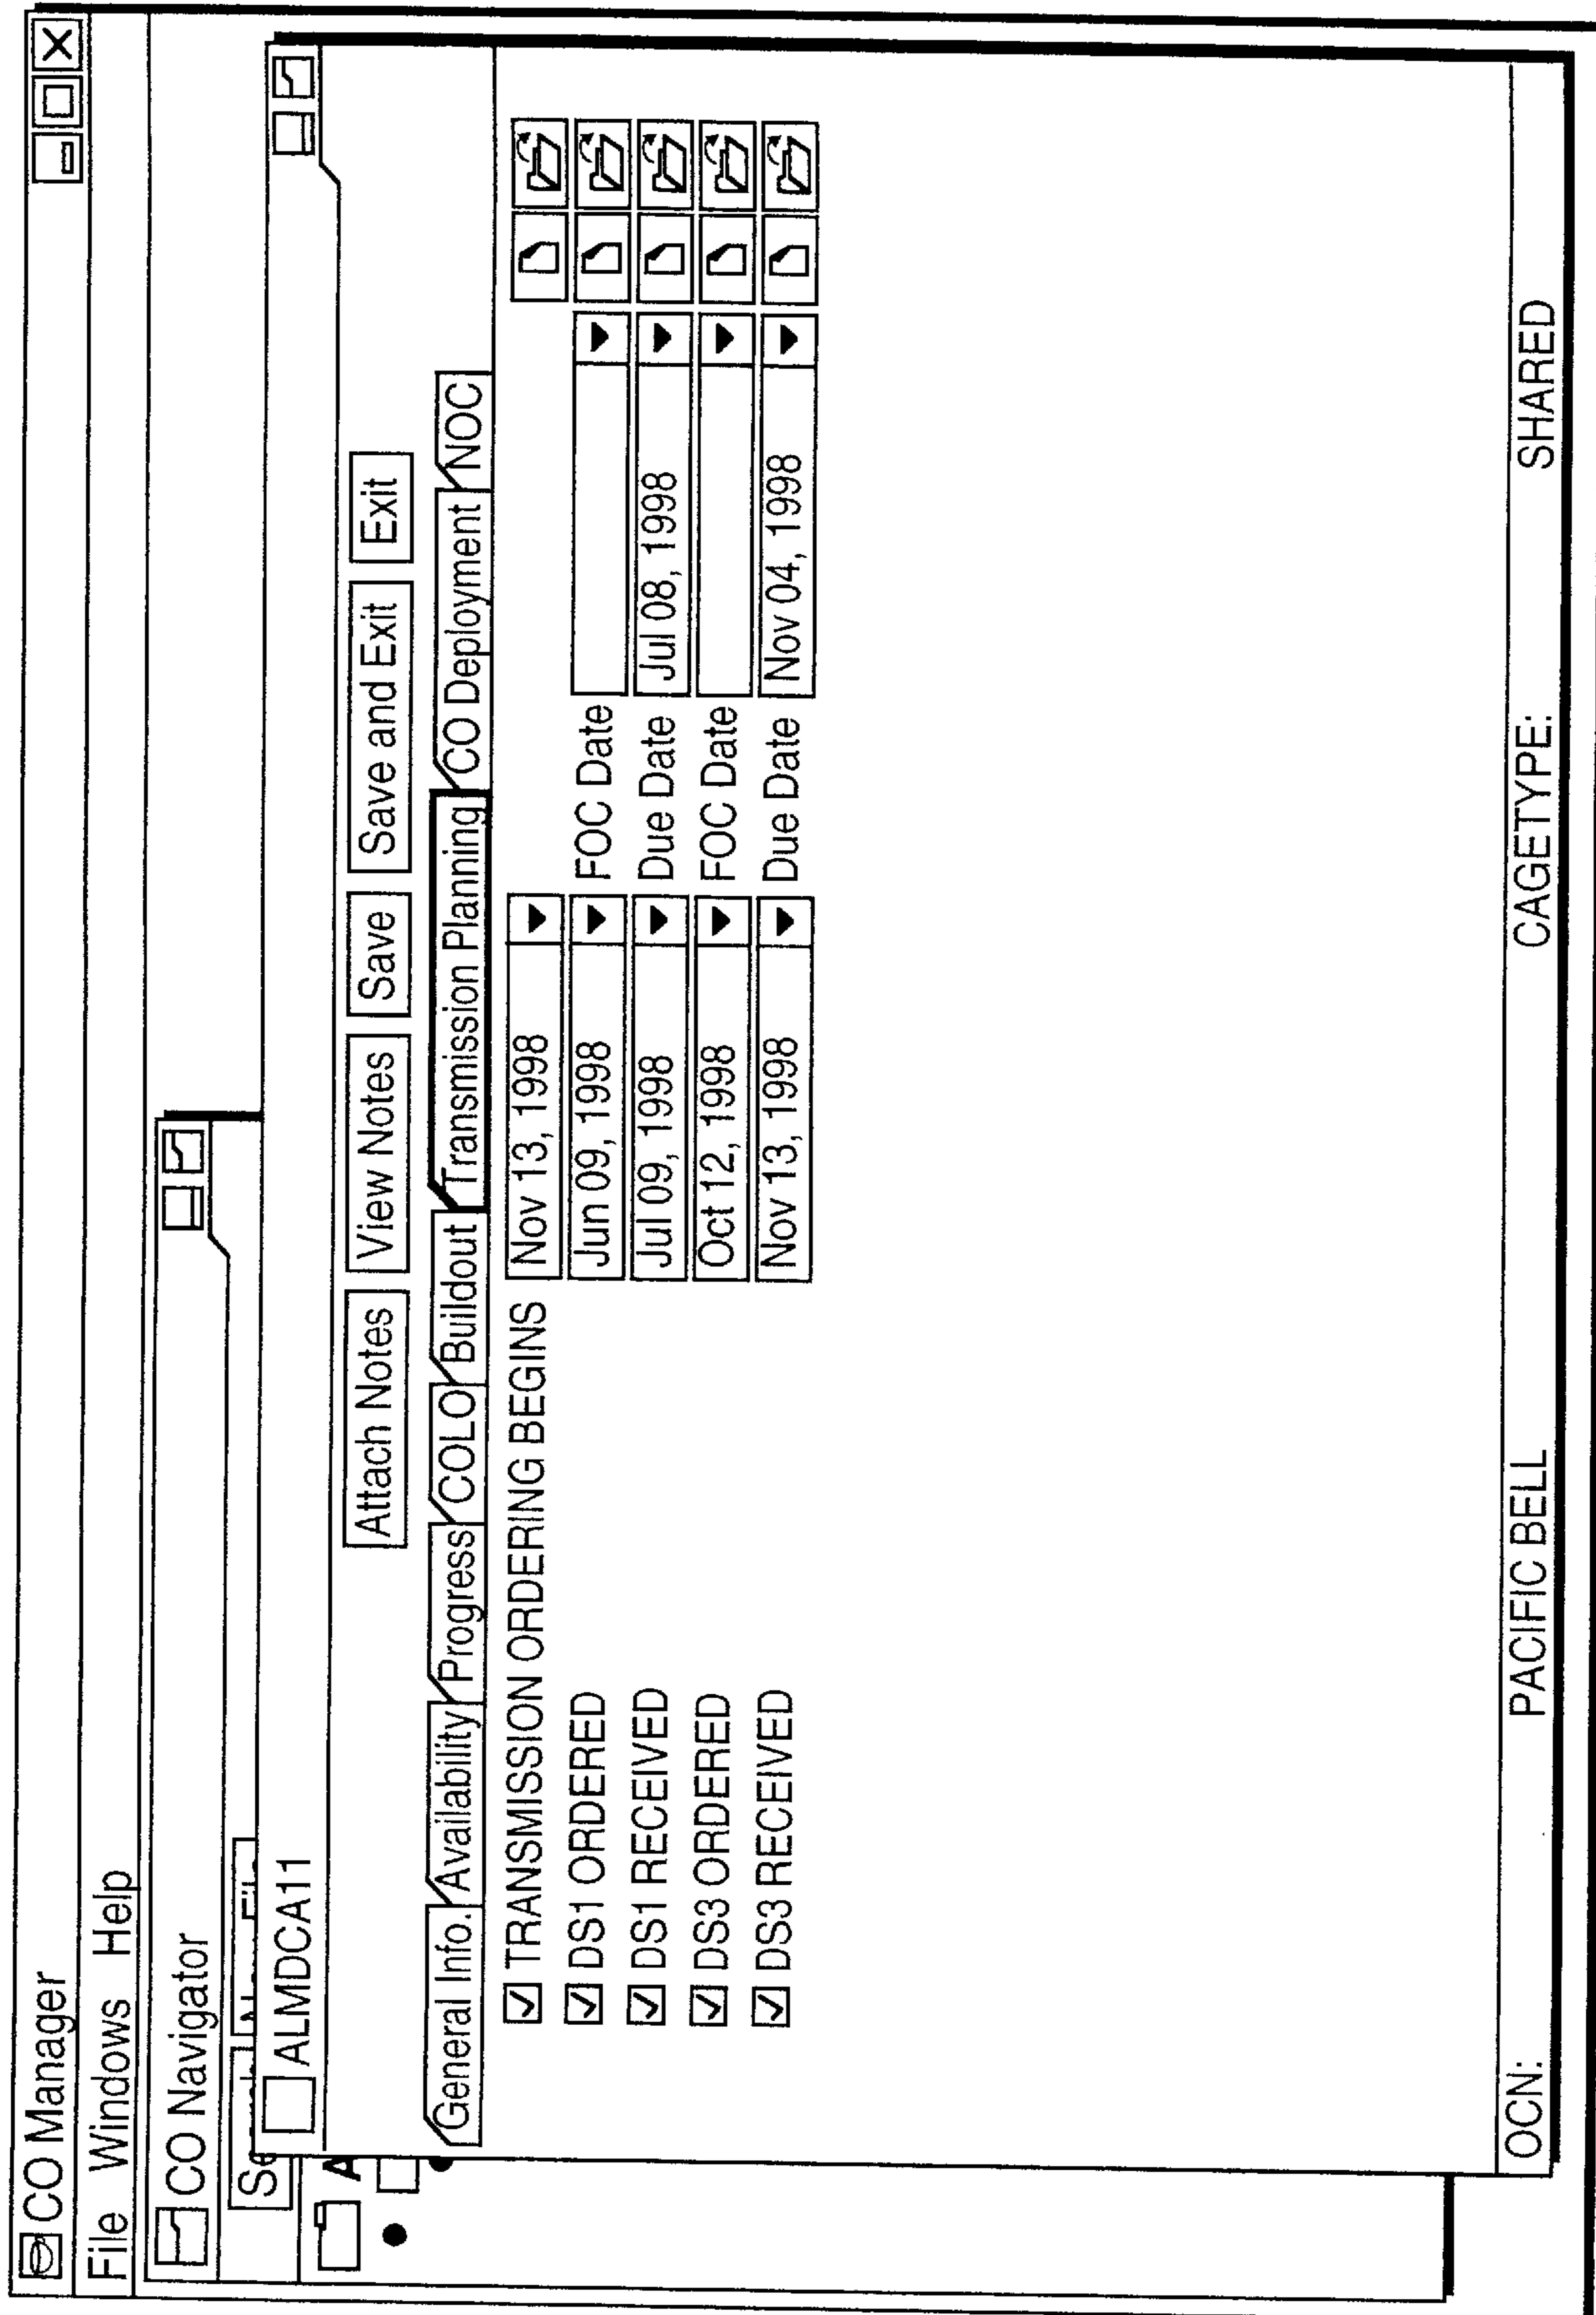 CO Manager
File Windows Help
CO Navigator
ALMDCA11
Attach Notes View Notes Save Save and Exit Exit
General Info. Availability Progress COLO Buildout Transmission Planning CO Deployment NOC
TRANSMISSION ORDERING BEGINS Nov 13, 1998
DS1 ORDERED Jun 09, 1998 FOC Date
DS1 RECEIVED Jul 09, 1998 Due Date Jul 08, 1998
DS3 ORDERED Oct 12, 1998 FOC Date
DS3 RECEIVED Nov 13, 1998 Due Date Nov 04, 1998
OCN: PACIFIC BELL CAGETYPE: SHARED